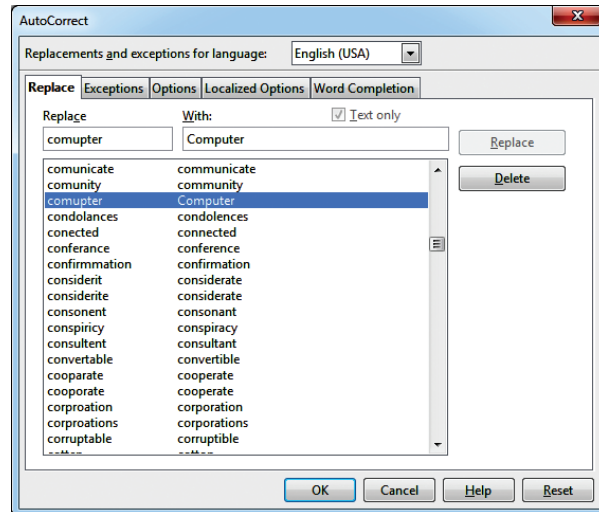 AutoCorrect
Replacements and exceptions for language: English (USA)
Replace Exceptions Options Localized Options Word Completion
Replace With: Text only
comupter Computer Replace
comunicate communicate
Delete
comunity community
comupter Computer
condolances condolences
conected connected
conferance conference
confirmmation confirmation
considerit considerate
considerite considerate
consonent consonant
conspiricy conspiracy
consultent consultant
convertable convertible
cooparate cooperate
cooporate cooperate
corproation corporation
corproations corporations
corruptable corruptible
OK Cancel Help Reset